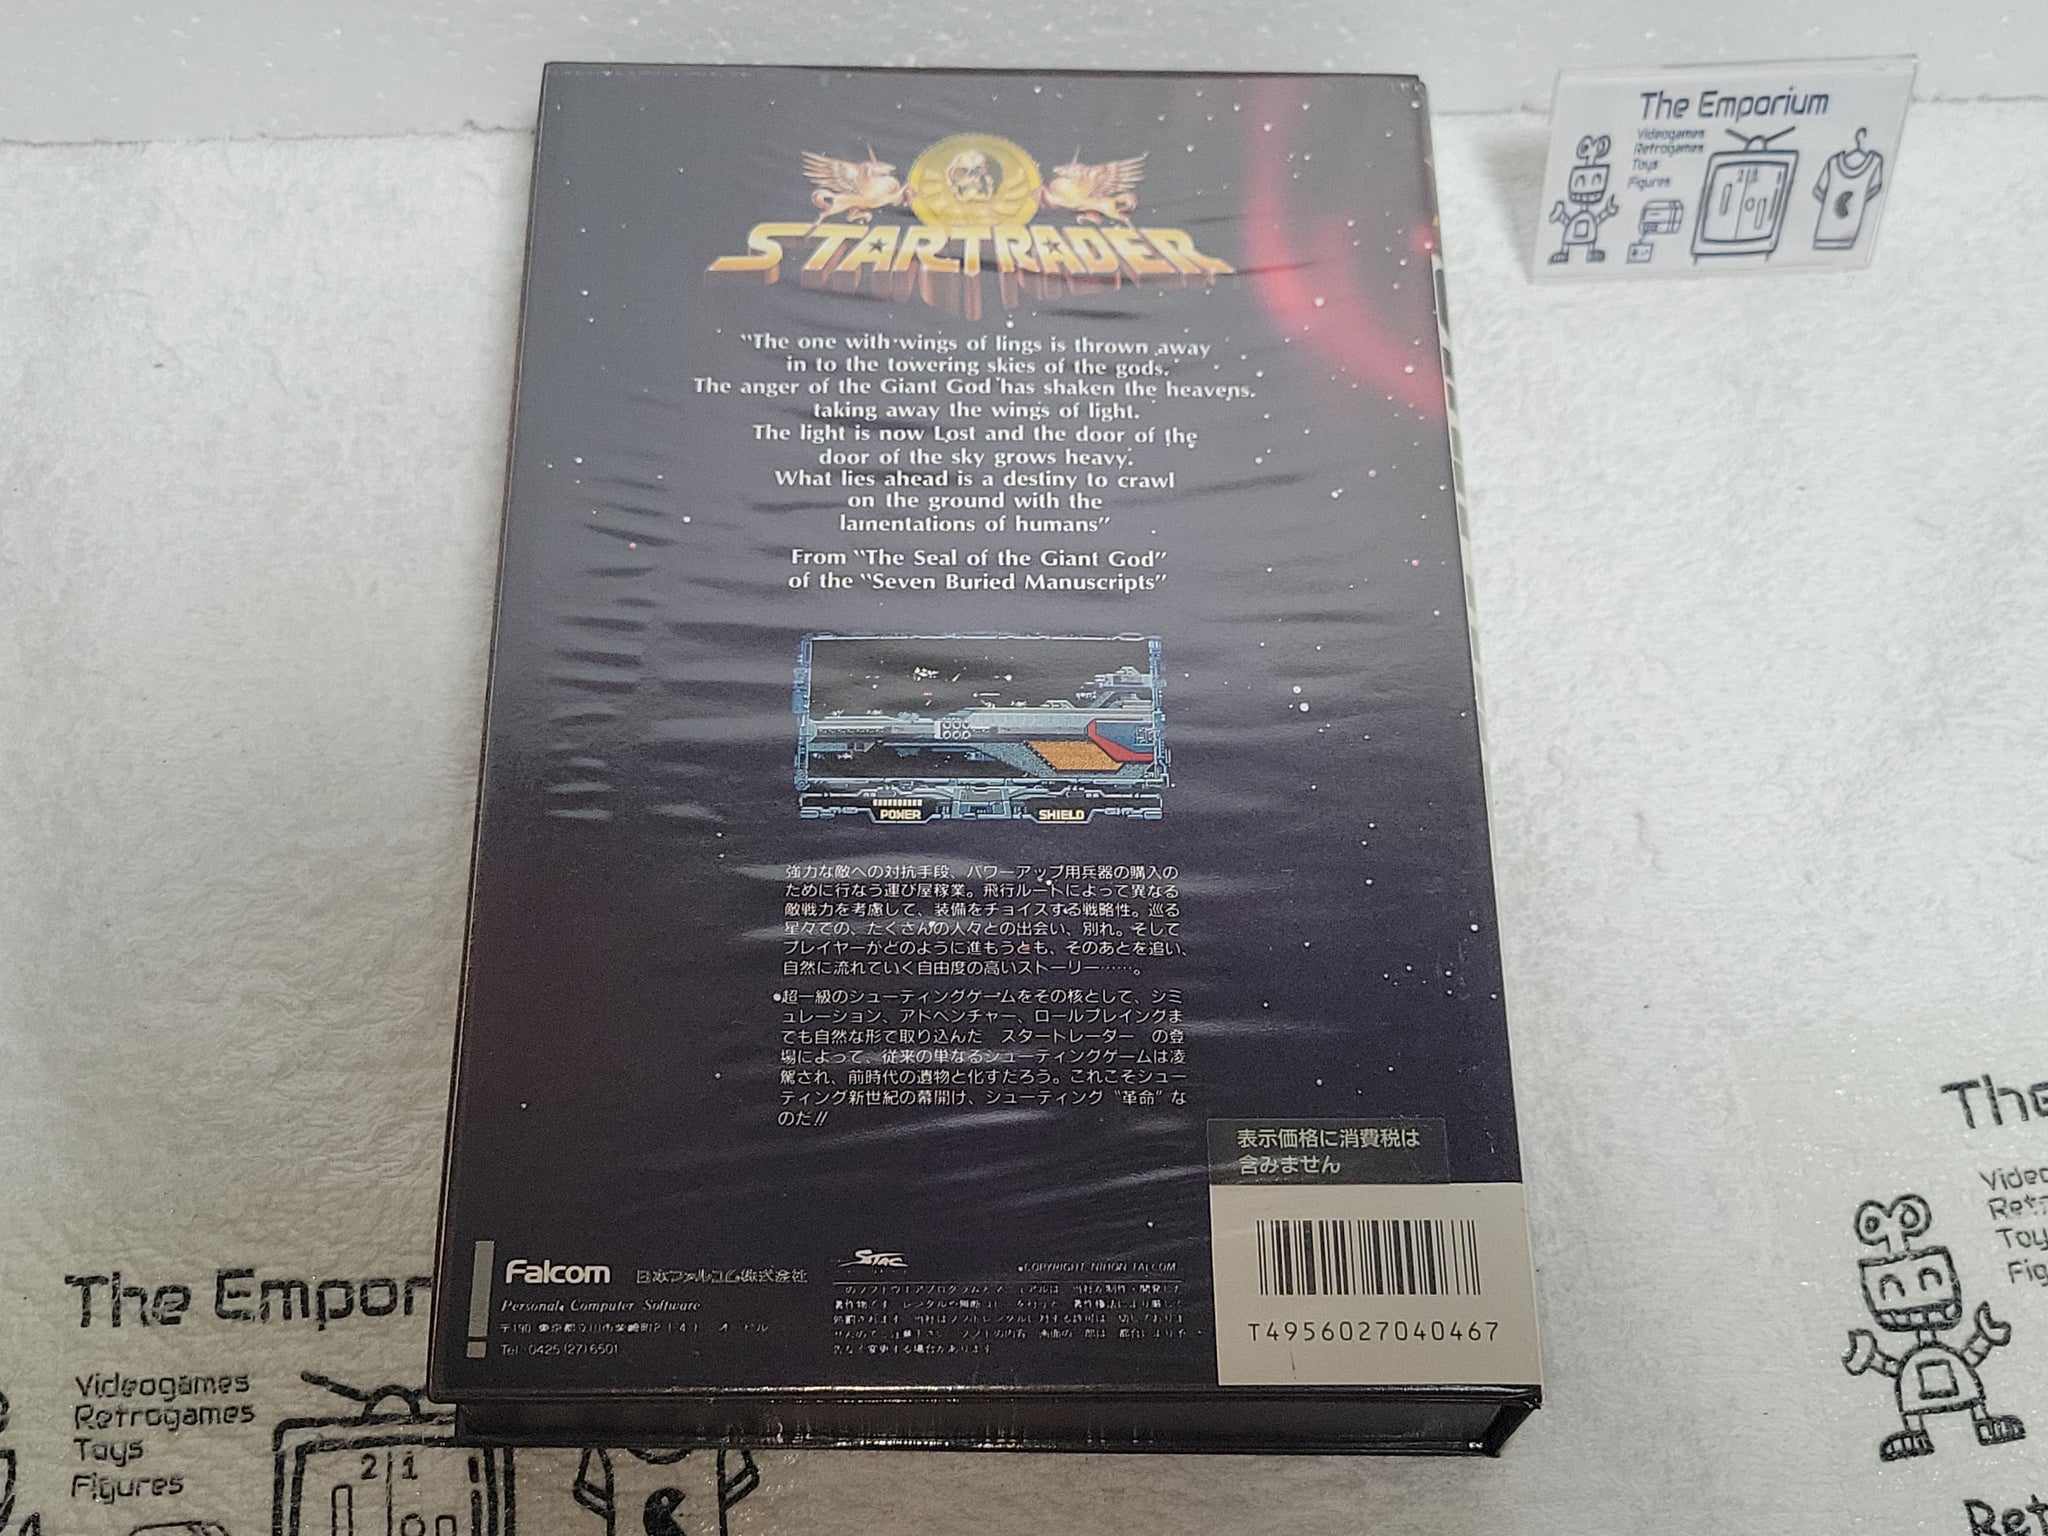 The Emporium
Videogames
Retrogames
Toys
Figures
2 1
STARTRADER
“The one with wings of lings is thrown away
in to the towering skies of the gods.
The anger of the Giant God has shaken the heavens.
taking away the wings of light.
The light is now Lost and the door of the
door of the sky grows heavy.
What lies ahead is a destiny to crawl
on the ground with the
lamentations of humans”
From “The Seal of the Giant God”
of the “Seven Buried Manuscripts”
POWER
SHIELD
強力な敵への対抗手段、パワーアップ用兵器の購入の
ために行なう運び屋稼業。飛行ルートによって異なる
敵戦力を考慮して、装備をチョイスする戦略性。巡る
星々での、たくさんの人々との出会い、別れ。そして
プレイヤーがどのように進もうとも、そのあとを追い、
自然に流れていく自由度の高いストーリー……。
●超一級のシューティングゲームをその核として、シミ
ュレーション、アドベンチャー、ロールプレイングま
でも自然な形で取り込んだ スタートレーダー の登
場によって、従来の単なるシューティングゲームは凌
駕され、前時代の遺物と化すだろう。これこそシュー
ティング新世紀の幕開け、シューティング“革命”な
のだ!!
表示価格に消費税は
含みません
T4956027040467
Falcom 日本ファルコム株式会社
Personal Computer Software
Tel 0425 (27) 6501
STAC
●COPYRIGHT NIHON FALCOM
The Empor
Videogames
Retrogames
Toys
Figures
2 1
The
Video
Retr
Toy
Fig
Ret